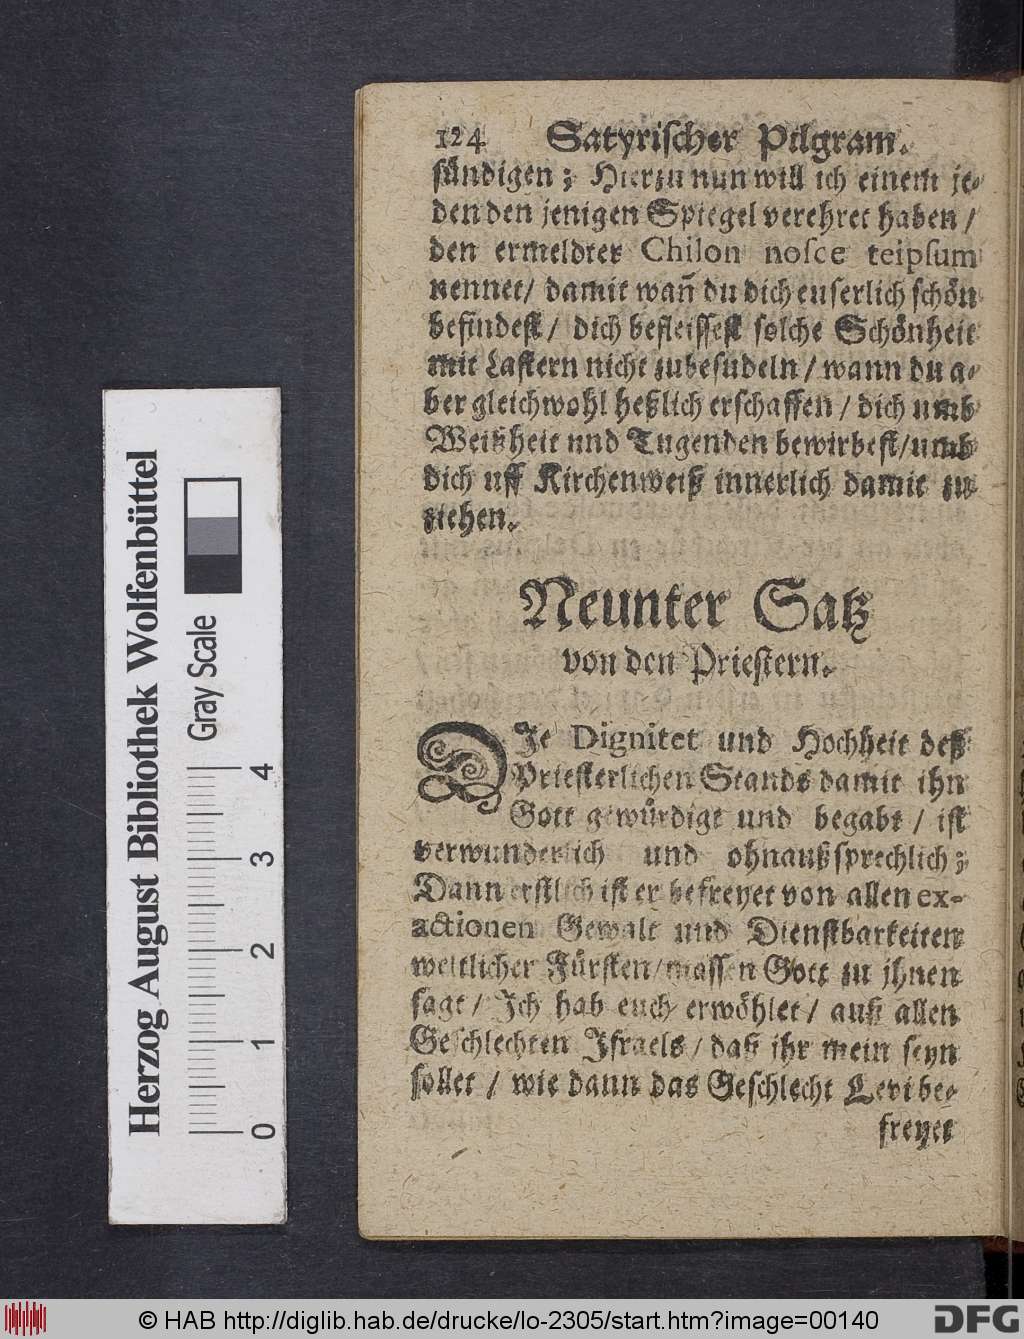 124 Satyrischer Pilgram.
sündigen; Hierzu nun will ich einem je-
den den jenigen Spiegel verehret haben /
den ermeldter Chilon nosce teipsum
nennet / damit wañ du dich euserlich schön
befindest / dich befleissest solche Schönheit
mit Lastern nicht zubesudeln / wann du a-
ber gleichwohl heßlich erschaffen / dich umb
Weißheit und Tugenden bewirbest / umb
dich uff Kirchenweiß innerlich damit zu
ziehen.
Neunter Satz
von den Priestern.
DJe Dignitet und Hochheit deß
Priesterlichen Stands damit ihn
Gott gewürdigt und begabt / ist
verwunderlich und ohnaußsprechlich;
Dann erstlich ist er befreyet von allen ex-
actionen Gewalt und Dienstbarkeiten
weltlicher Fürsten / massen Gott zu jhnen
sagt / Jch hab euch erwöhlet / auß allen
Geschlechten Jsraels / daß ihr mein seyn
sollet / wie dann das Geschlecht Levi be-
freyet
Herzog August Bibliothek Wolfenbüttel
Gray Scale
0 1 2 3 4
© HAB http://diglib.hab.de/drucke/lo-2305/start.htm?image=00140
DFG